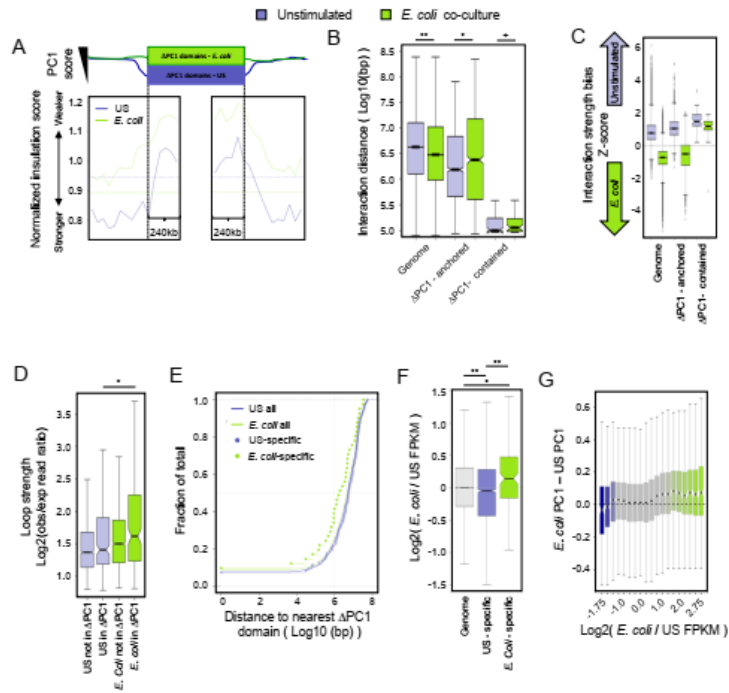 Unstimulated E. coli co-culture
A
PC1 score
ΔPC1 domains - E. coli
ΔPC1 domains - US
Normalized insulation score
Weaker
Stronger
US
E. coli
1.2
1.1
1.0
0.9
0.8
240kb
240kb
B
Interaction distance ( Log10(bp) )
8.5
8.0
7.5
7.0
6.5
6.0
5.5
5.0
** * +
Genome
ΔPC1 - anchored
ΔPC1- contained
C
Unstimulated
E. coli
Interaction strength bias
Z-score
6
4
2
0
-2
-4
Genome
ΔPC1 - anchored
ΔPC1- contained
D
Loop strength
Log2(obs/exp read ratio)
3.5
3.0
2.5
2.0
1.5
1.0
*
US not in ΔPC1
US in ΔPC1
E. Coli not in ΔPC1
E. coli in ΔPC1
E
Fraction of total
1.0
0.8
0.6
0.4
0.2
0.0
US all
E. coli all
US-specific
E. coli-specific
0 2 4 6 8
Distance to nearest ΔPC1
domain ( Log10 (bp) )
F
Log2( E. coli / US FPKM)
1.5
1.0
0.5
0.0
-0.5
-1.0
-1.5
** **
*
Genome
US - specific
E. Coli - specific
G
E. coli PC1 – US PC1
0.4
0.2
0.0
-0.2
-0.4
-1.75 -1.0 0.0 1.0 2.0 2.75
Log2( E. coli / US FPKM)